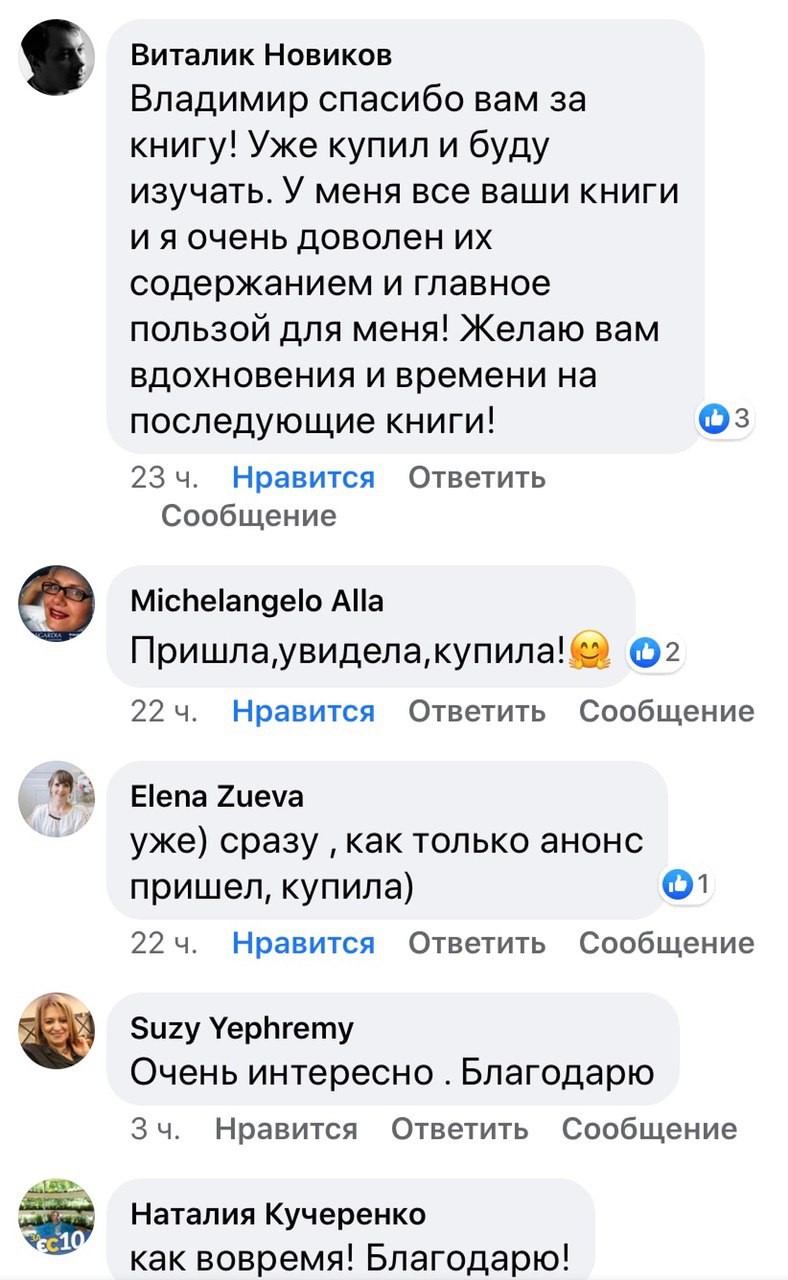 Виталик Новиков
Владимир спасибо вам за
книгу! Уже купил и буду
изучать. У меня все ваши книги
и я очень доволен их
содержанием и главное
пользой для меня! Желаю вам
вдохновения и времени на
последующие книги!
3
23 ч. Нравится Ответить
Сообщение
Michelangelo Alla
Пришла,увидела,купила!🤗 2
22 ч. Нравится Ответить Сообщение
Elena Zueva
уже) сразу , как только анонс
пришел, купила)
1
22 ч. Нравится Ответить Сообщение
Suzy Yephremy
Очень интересно . Благодарю
3 ч. Нравится Ответить Сообщение
Наталия Кучеренко
как вовремя! Благодарю!
ЗА
ЄС10